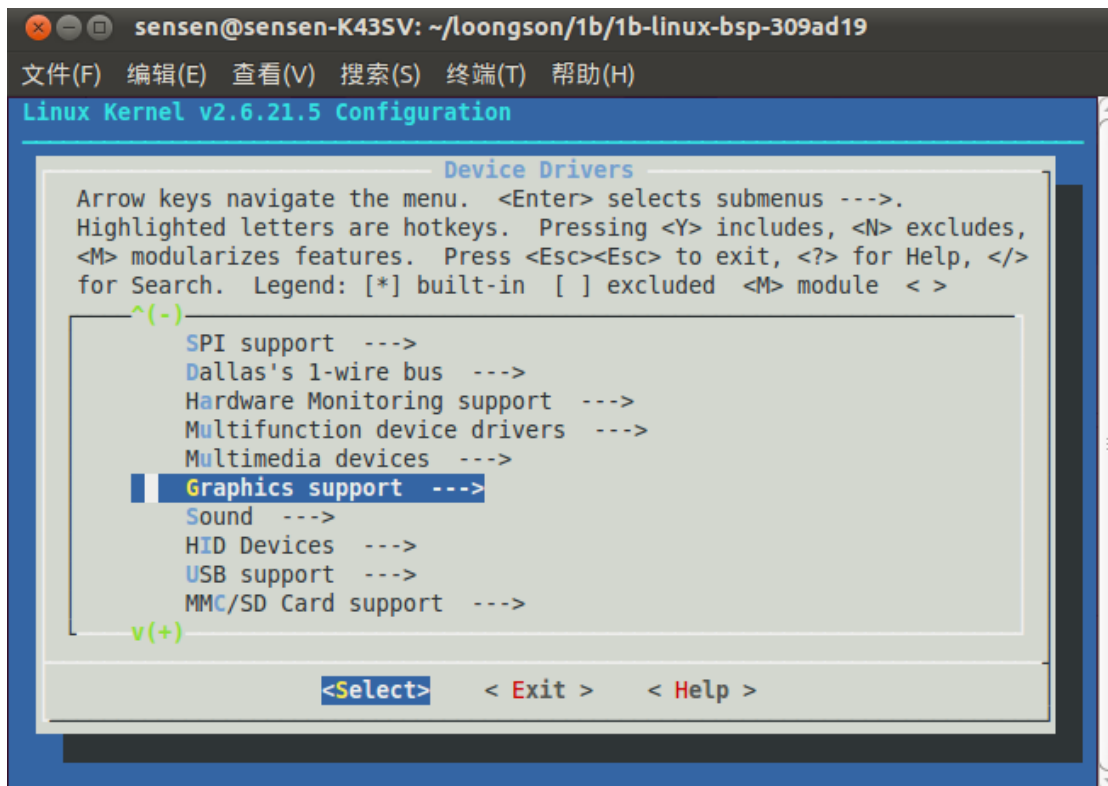 sensen@sensen-K43SV: ~/loongson/1b/1b-linux-bsp-309ad19
文件(F) 编辑(E) 查看(V) 搜索(S) 终端(T) 帮助(H)
Linux Kernel v2.6.21.5 Configuration
Device Drivers
Arrow keys navigate the menu.  <Enter> selects submenus --->.
Highlighted letters are hotkeys.  Pressing <Y> includes, <N> excludes,
<M> modularizes features.  Press <Esc><Esc> to exit, <?> for Help, </>
for Search.  Legend: [*] built-in  [ ] excluded  <M> module  < >
^(-)
SPI support  --->
Dallas's 1-wire bus  --->
Hardware Monitoring support  --->
Multifunction device drivers  --->
Multimedia devices  --->
Graphics support  --->
Sound  --->
HID Devices  --->
USB support  --->
MMC/SD Card support  --->
v(+)
<Select>    < Exit >    < Help >